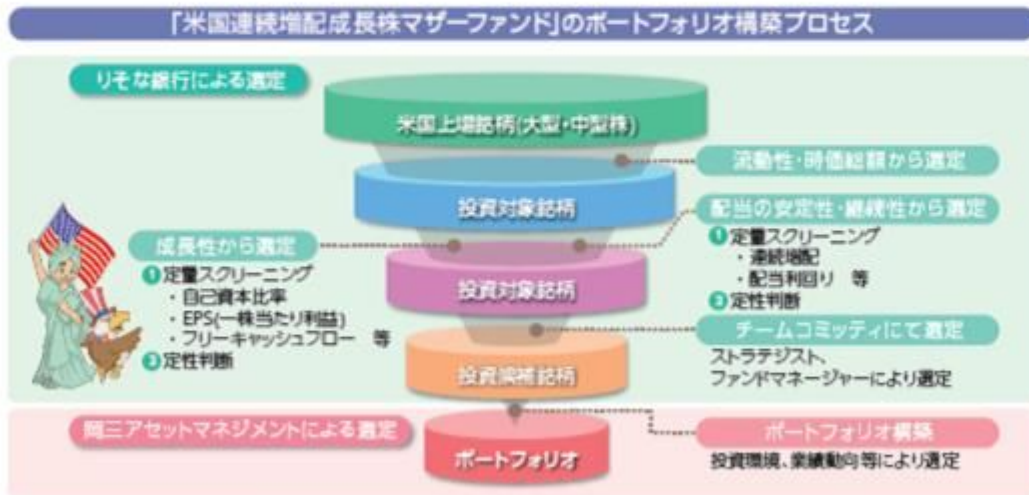 「米国連続増配成長株マザーファンド」のポートフォリオ構築プロセス
りそな銀行による選定
米国上場銘柄(大型・中型株)
流動性・時価総額から選定
投資対象銘柄
配当の安定性・継続性から選定
❶定量スクリーニング
・連続増配
・配当利回り 等
❷定性判断
成長性から選定
❶定量スクリーニング
・自己資本比率
・EPS(一株当たり利益)
・フリーキャッシュフロー 等
❷定性判断
投資対象銘柄
チームコミッティにて選定
ストラテジスト、
ファンドマネージャーにより選定
投資候補銘柄
岡三アセットマネジメントによる選定
ポートフォリオ
ポートフォリオ構築
投資環境、業績動向等により選定